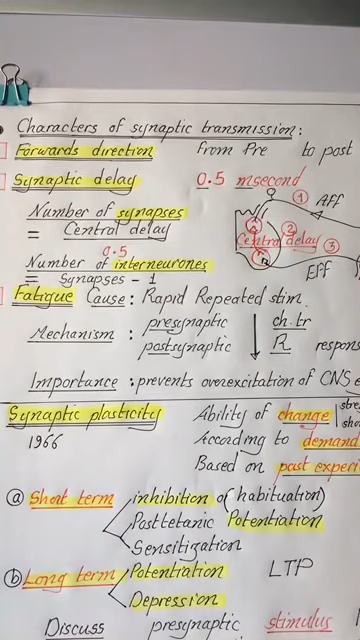 Characters of synaptic transmission:
Forwards direction From Pre to post
Synaptic delay 0.5 msecond
① Aff
Number of synapses
= Central delay
0.5
Central delay ② ③
Number of interneurones
= Synapses - 1
Eff
Fatigue Cause: Rapid Repeated stim.
Mechanism: presynaptic ↓ ch.tr
postsynaptic R respons
Importance: prevents overexcitation of CNS
Synaptic plasticity Ability of change
1966 According to demand
Based on past experi
ⓐ Short term inhibition of (habituation)
Posttetanic Potentiation
Sensitization
ⓑ Long term Potentiation LTP
Depression
Discuss presynaptic stimulus